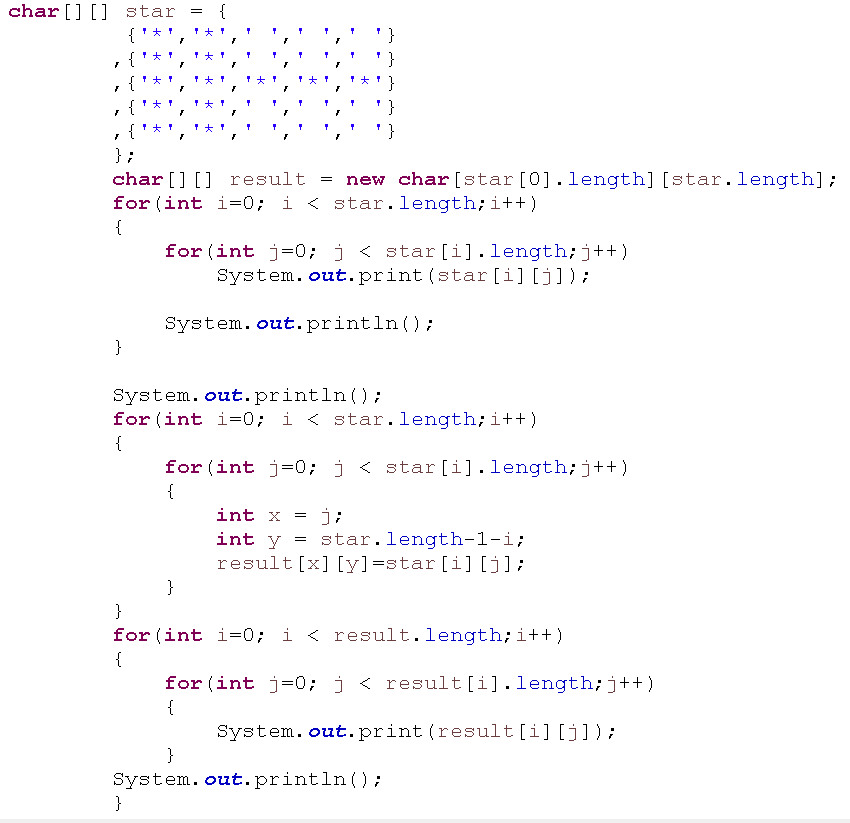 char[][] star = {
{'*','*',' ',' ',' '}
,{'*','*',' ',' ',' '}
,{'*','*','*','*','*'}
,{'*','*',' ',' ',' '}
,{'*','*',' ',' ',' '}
};
char[][] result = new char[star[0].length][star.length];
for(int i=0; i < star.length;i++)
{
for(int j=0; j < star[i].length;j++)
System.out.print(star[i][j]);
System.out.println();
}
System.out.println();
for(int i=0; i < star.length;i++)
{
for(int j=0; j < star[i].length;j++)
{
int x = j;
int y = star.length-1-i;
result[x][y]=star[i][j];
}
}
for(int i=0; i < result.length;i++)
{
for(int j=0; j < result[i].length;j++)
{
System.out.print(result[i][j]);
}
System.out.println();
}